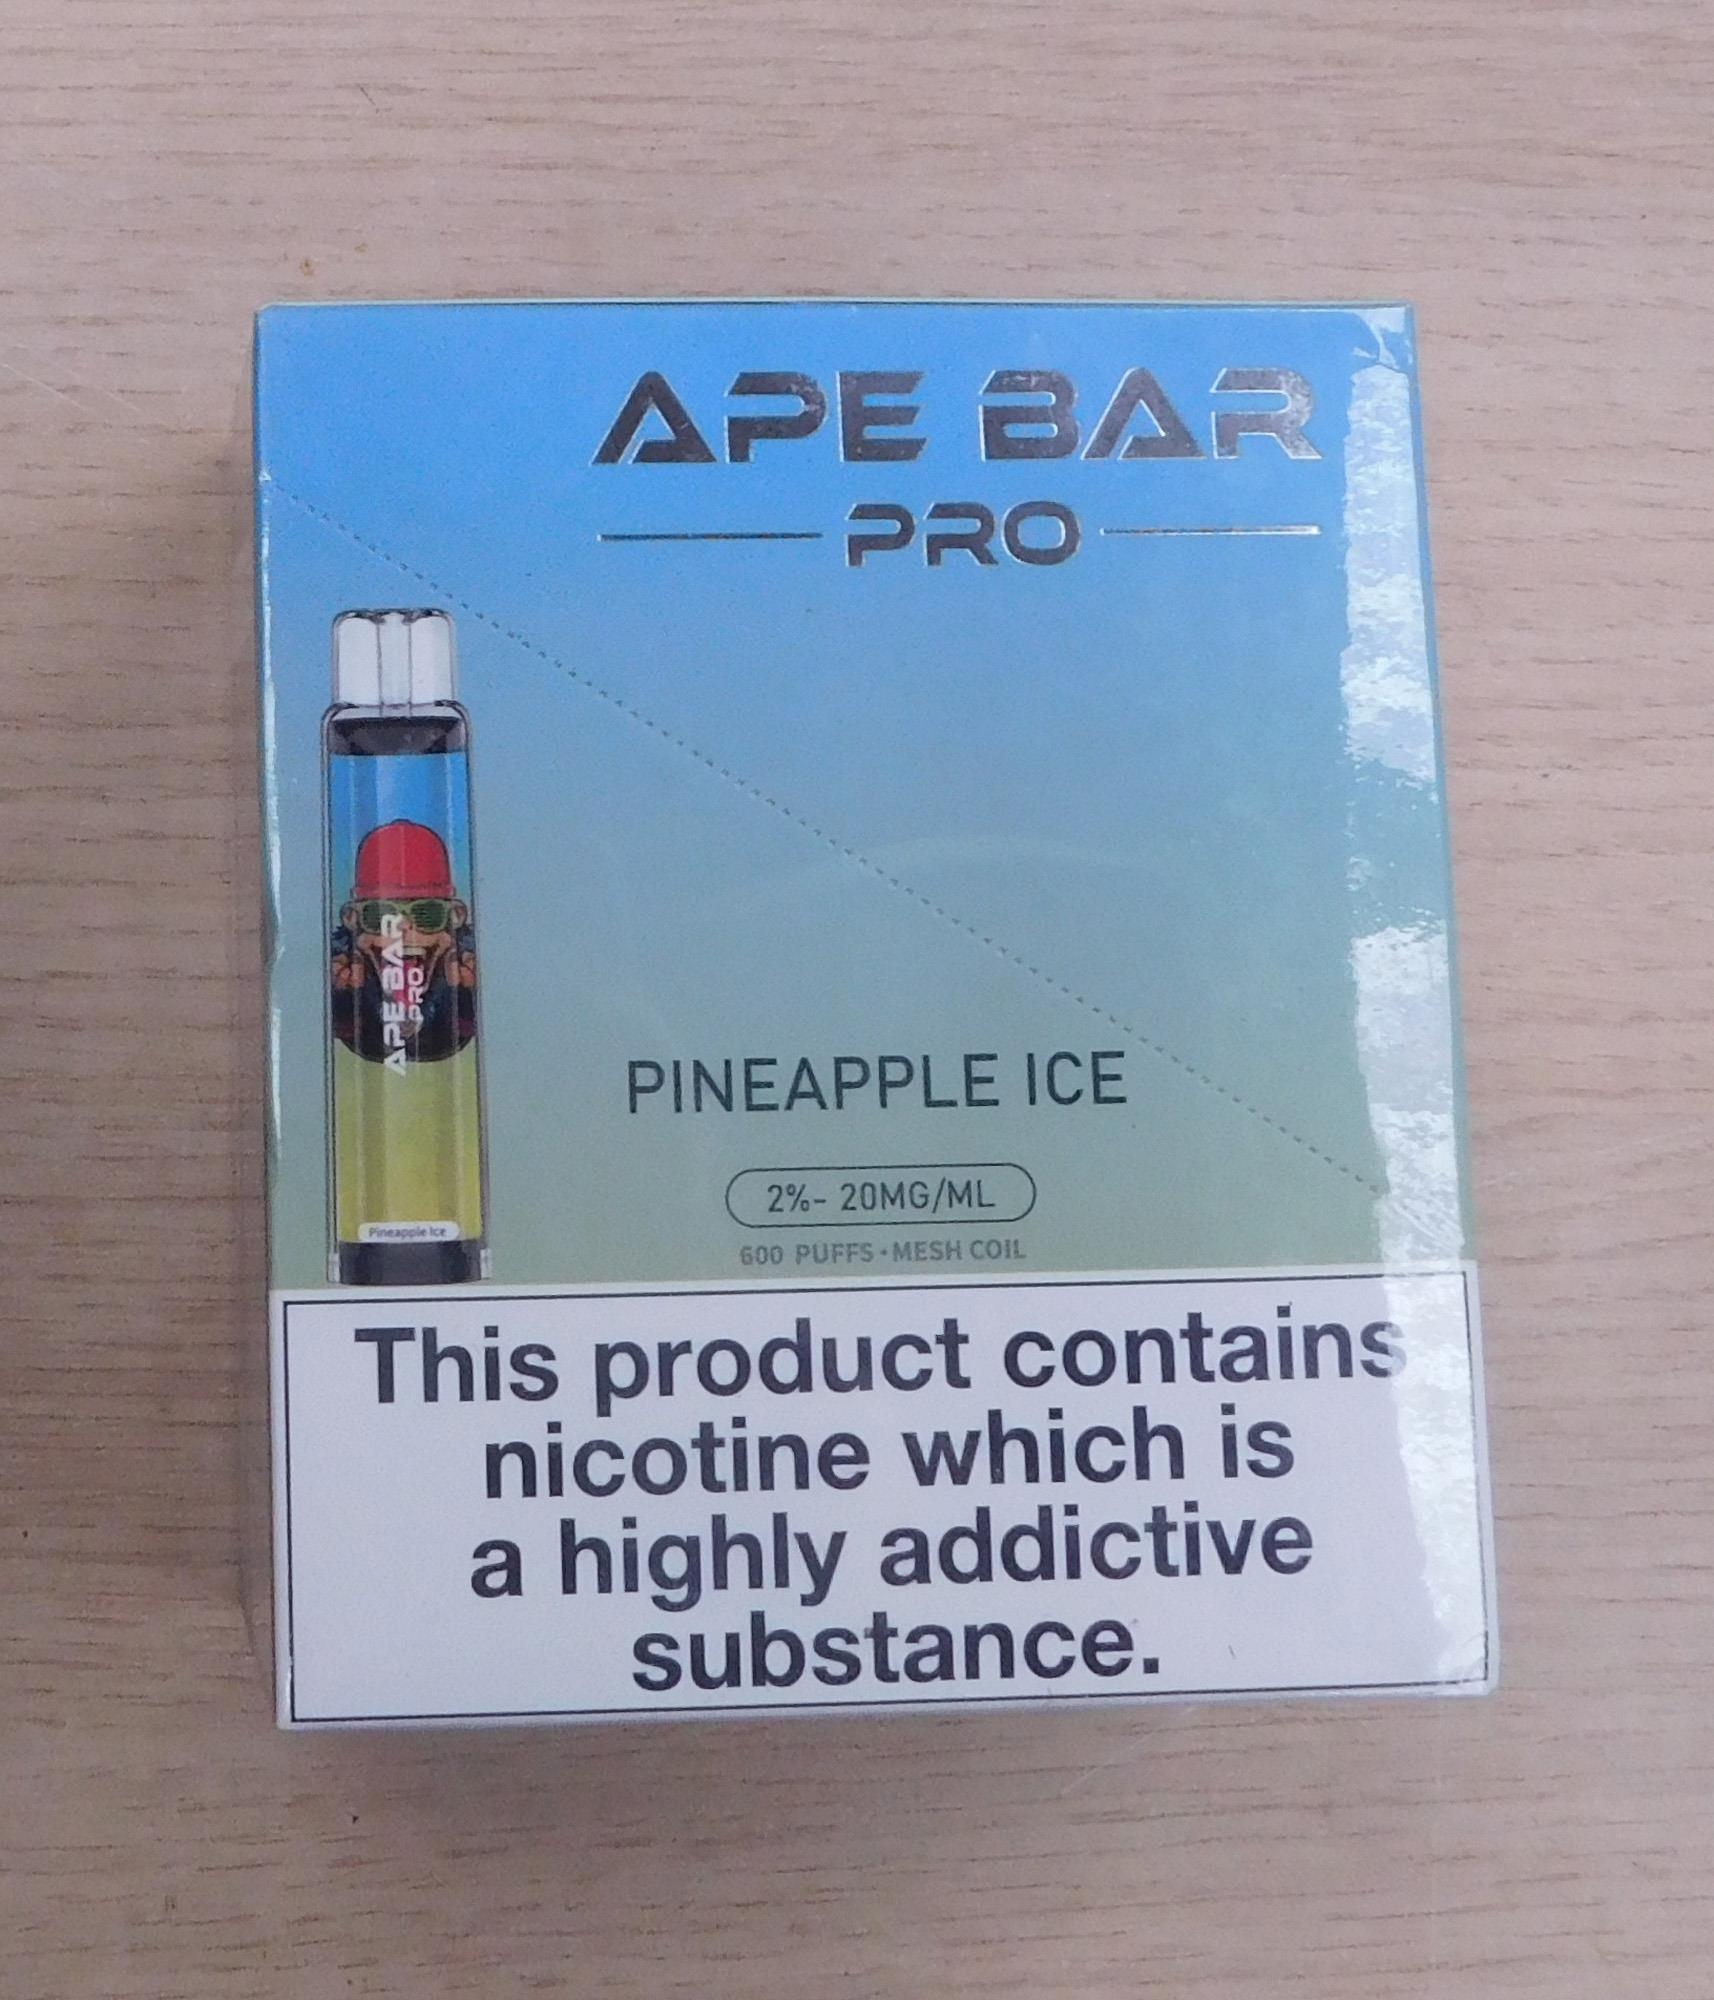 APE BAR
PRO
APE BAR
PRO
Pineapple Ice
PINEAPPLE ICE
2%- 20MG/ML
600 PUFFS•MESH COIL
This product contains
nicotine which is
a highly addictive
substance.